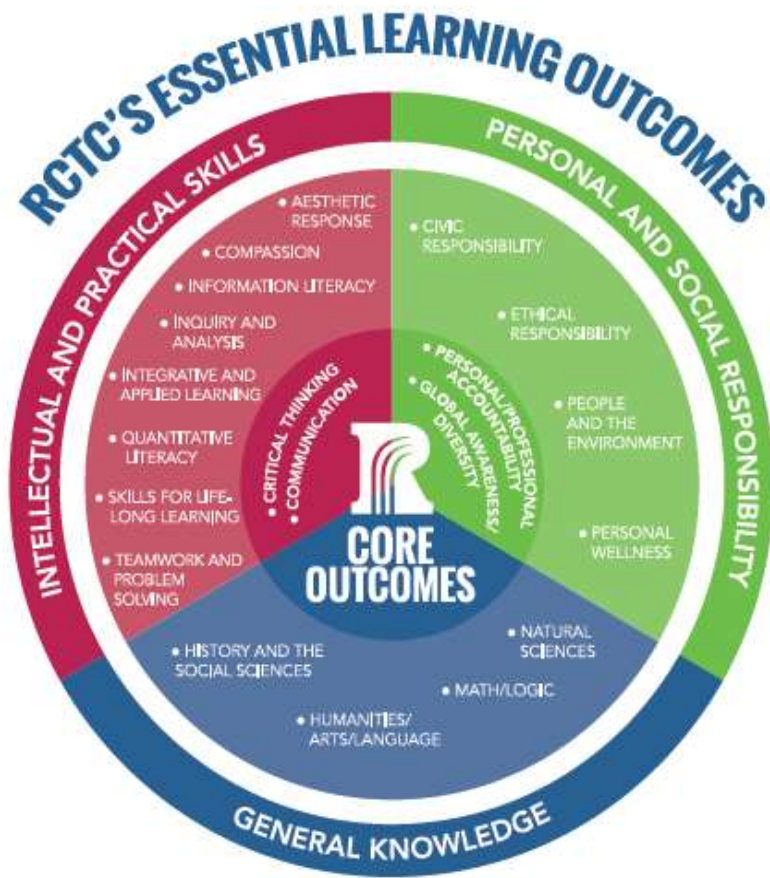 RCTC'S ESSENTIAL LEARNING OUTCOMES
INTELLECTUAL AND PRACTICAL SKILLS
• AESTHETIC
RESPONSE
• COMPASSION
• INFORMATION LITERACY
• INQUIRY AND
ANALYSIS
• INTEGRATIVE AND
APPLIED LEARNING
• QUANTITATIVE
LITERACY
• SKILLS FOR LIFE-
LONG LEARNING
• TEAMWORK AND
PROBLEM
SOLVING
• CRITICAL THINKING
• COMMUNICATION
PERSONAL AND SOCIAL RESPONSIBILITY
• CIVIC
RESPONSIBILITY
• ETHICAL
RESPONSIBILITY
• PEOPLE
AND THE
ENVIRONMENT
• PERSONAL
WELLNESS
• PERSONAL/PROFESSIONAL
ACCOUNTABILITY
• GLOBAL AWARENESS/
DIVERSITY
R
CORE
OUTCOMES
• HISTORY AND THE
SOCIAL SCIENCES
• HUMANITIES/
ARTS/LANGUAGE
• MATH/LOGIC
• NATURAL
SCIENCES
GENERAL KNOWLEDGE